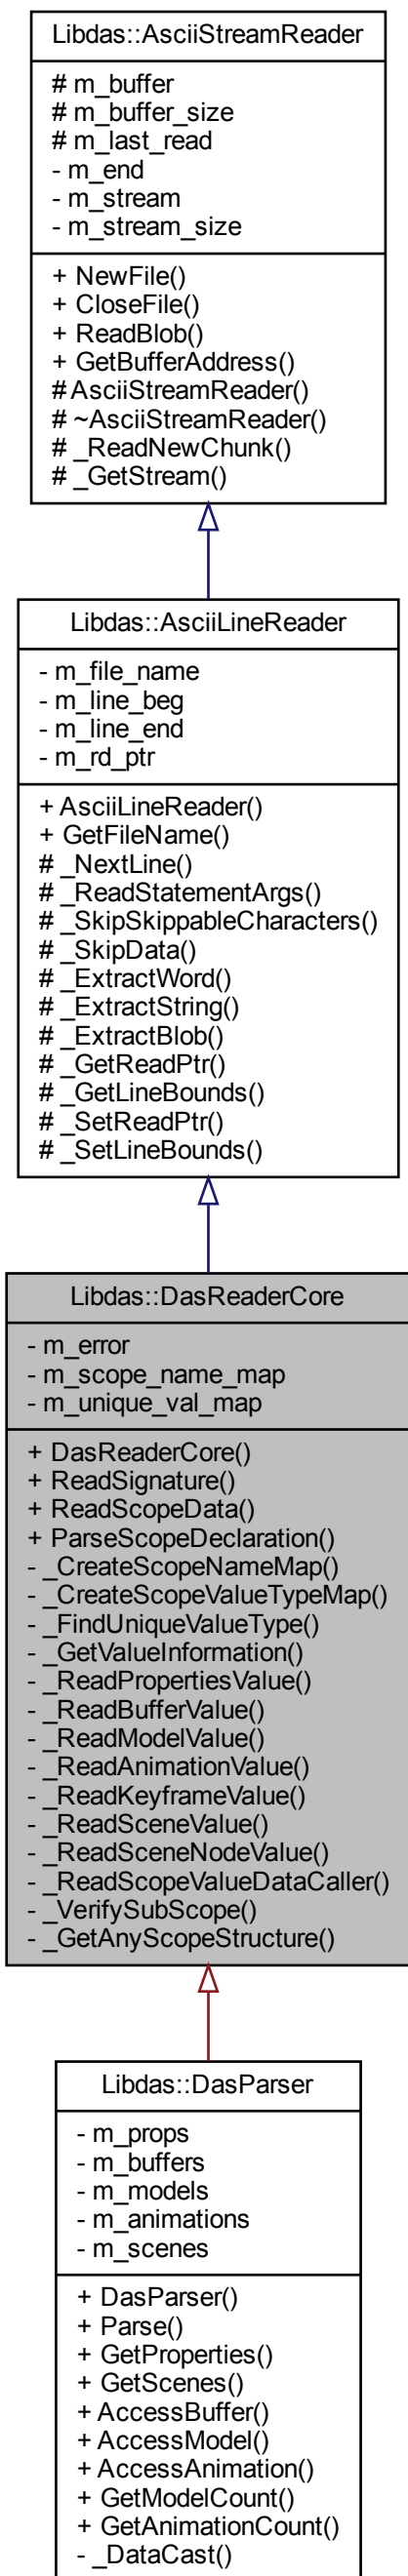 Libdas::AsciiStreamReader
# m_buffer
# m_buffer_size
# m_last_read
- m_end
- m_stream
- m_stream_size
+ NewFile()
+ CloseFile()
+ ReadBlob()
+ GetBufferAddress()
# AsciiStreamReader()
# ~AsciiStreamReader()
# _ReadNewChunk()
# _GetStream()
Libdas::AsciiLineReader
- m_file_name
- m_line_beg
- m_line_end
- m_rd_ptr
+ AsciiLineReader()
+ GetFileName()
# _NextLine()
# _ReadStatementArgs()
# _SkipSkippableCharacters()
# _SkipData()
# _ExtractWord()
# _ExtractString()
# _ExtractBlob()
# _GetReadPtr()
# _GetLineBounds()
# _SetReadPtr()
# _SetLineBounds()
Libdas::DasReaderCore
- m_error
- m_scope_name_map
- m_unique_val_map
+ DasReaderCore()
+ ReadSignature()
+ ReadScopeData()
+ ParseScopeDeclaration()
- _CreateScopeNameMap()
- _CreateScopeValueTypeMap()
- _FindUniqueValueType()
- _GetValueInformation()
- _ReadPropertiesValue()
- _ReadBufferValue()
- _ReadModelValue()
- _ReadAnimationValue()
- _ReadKeyframeValue()
- _ReadSceneValue()
- _ReadSceneNodeValue()
- _ReadScopeValueDataCaller()
- _VerifySubScope()
- _GetAnyScopeStructure()
Libdas::DasParser
- m_props
- m_buffers
- m_models
- m_animations
- m_scenes
+ DasParser()
+ Parse()
+ GetProperties()
+ GetScenes()
+ AccessBuffer()
+ AccessModel()
+ AccessAnimation()
+ GetModelCount()
+ GetAnimationCount()
- _DataCast()